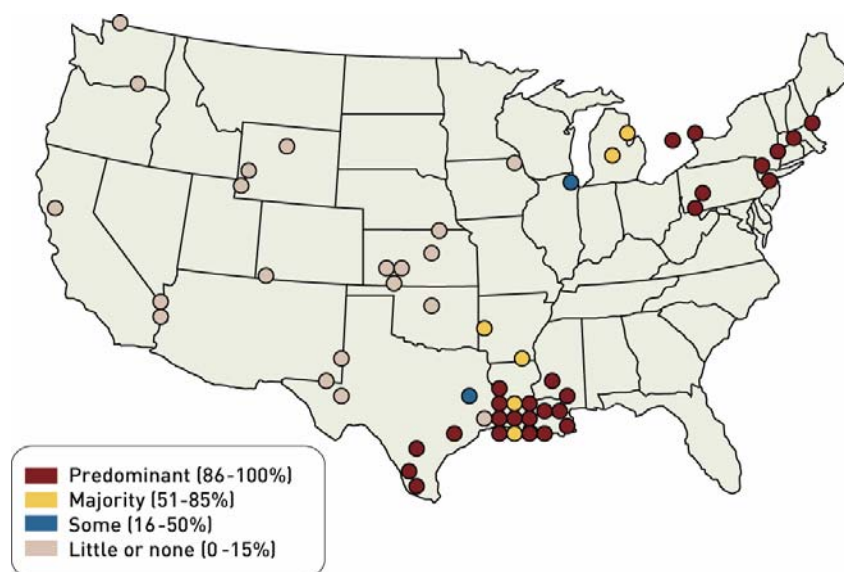 Predominant (86-100%)
Majority (51-85%)
Some (16-50%)
Little or none (0-15%)